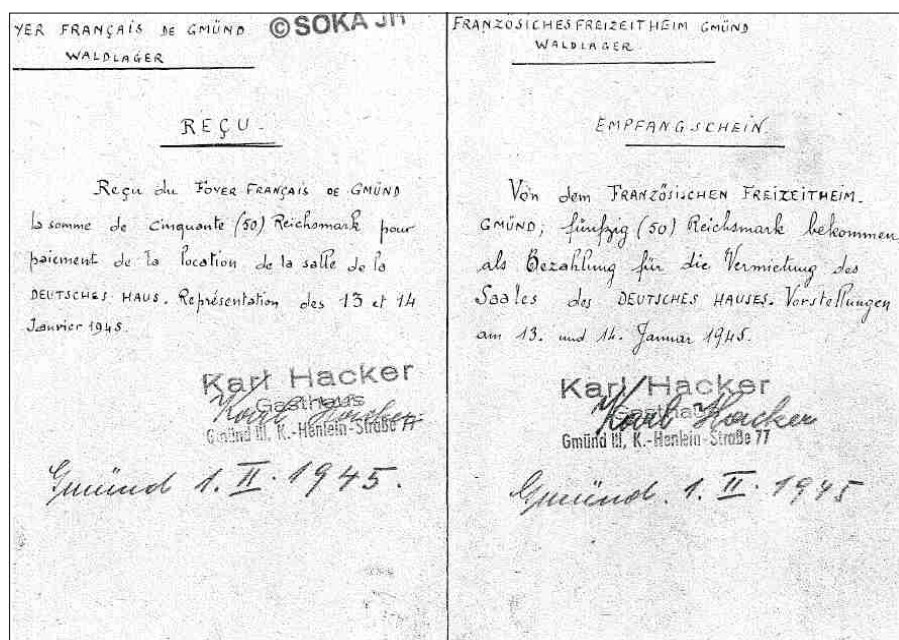 YER FRANÇAIS DE GMÜND
WALDLAGER
©SOKA JH
REÇU.
Reçu du FOYER FRANÇAIS DE GMÜND
la somme de cinquante (50) Reichsmark pour
paiement de la location de la salle de la
DEUTSCHES HAUS. Représentation des 13 et 14
Janvier 1945.
Karl Hacker
Gasthaus
Karl Hacker
Gmünd III, K.-Henlein-Straße 77
Gmünd 1. II. 1945.
FRANZÖSICHES FREIZEITHEIM GMÜND
WALDLAGER
EMPFANGSCHEIN.
Von dem FRANZÖSISCHEN FREIZEITHEIM.
GMÜND, fünfzig (50) Reichsmark bekommen,
als Bezahlung für die Vermietung des
Saales des DEUTSCHES HAUSES. Vorstellungen
am 13. und 14. Januar 1945.
Karl Hacker
Gasthaus
Karl Hacker
Gmünd III, K.-Henlein-Straße 77
Gmünd. 1. II. 1945